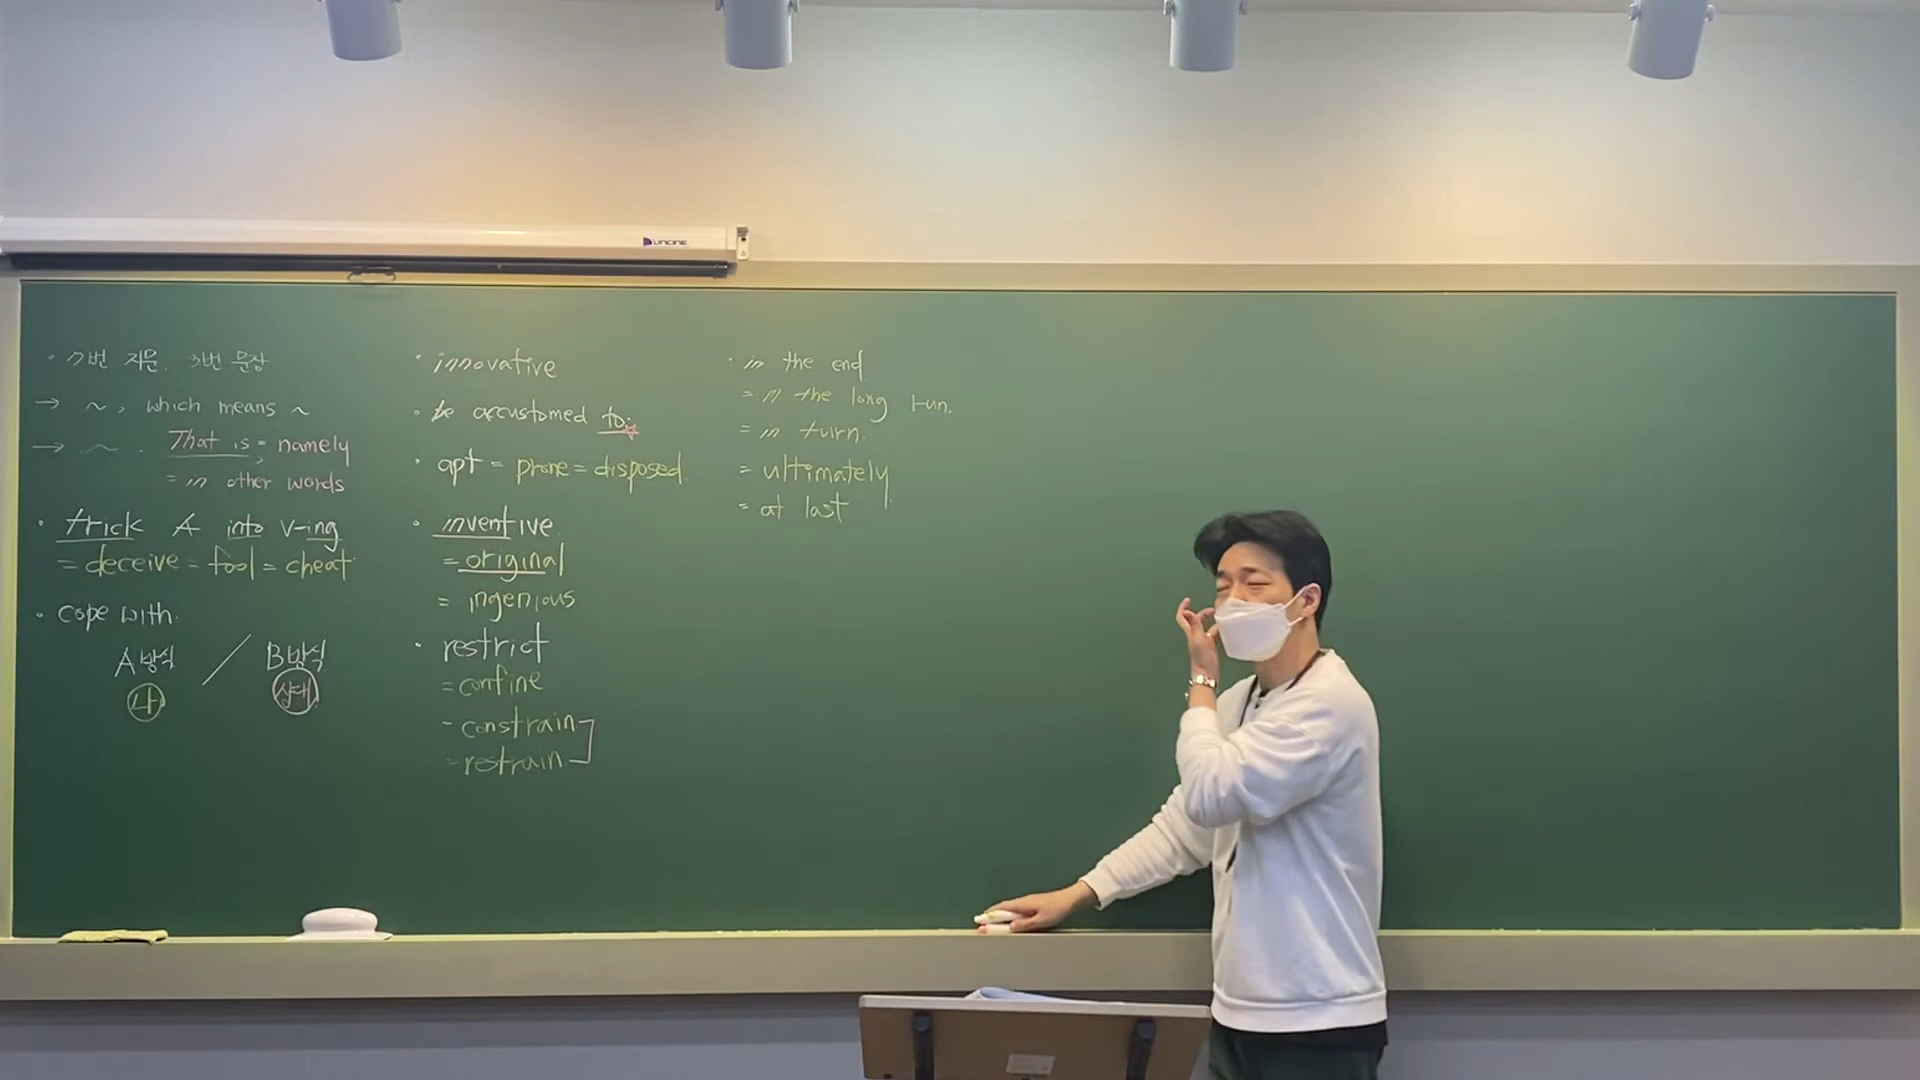 · 7번 지문. 3번 문장
→ ~, which means ~
→ ~. That is, = namely
= in other words
· trick A into v-ing
= deceive = fool = cheat
· cope with.
A방식 / B방식
나 상대
· innovative
· be accustomed to;
· apt = prone = disposed.
· inventive.
= original
= ingenious
· restrict
= confine
= constrain
= restrain
· in the end
= in the long run.
= in turn.
= ultimately
= at last
UNCINE